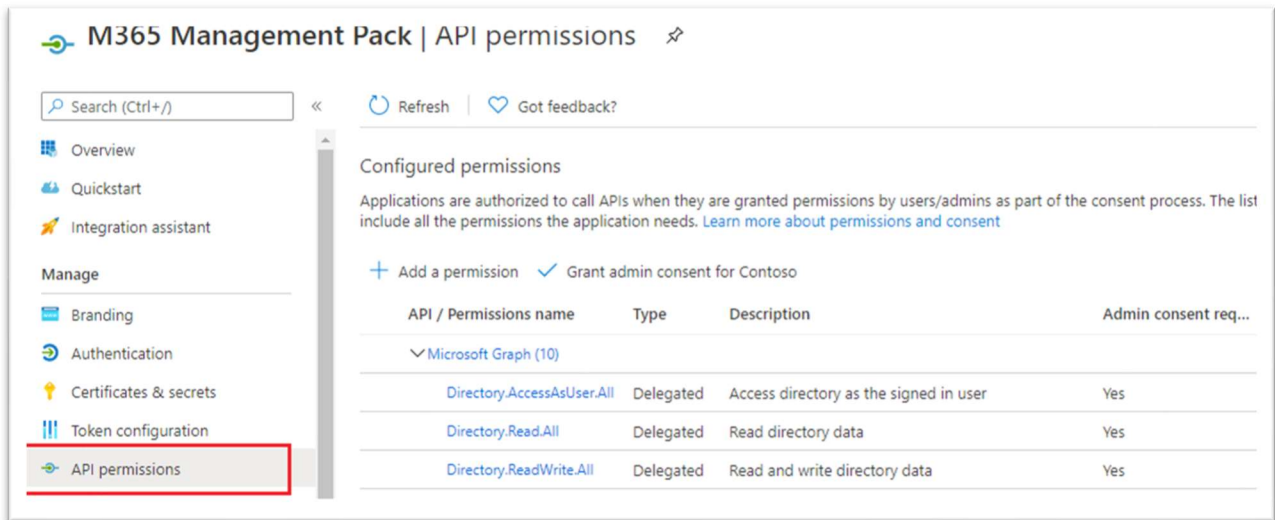 M365 Management Pack | API permissions
Search (Ctrl+/)
«
Refresh
Got feedback?
Overview
Quickstart
Integration assistant
Manage
Branding
Authentication
Certificates & secrets
Token configuration
API permissions
Configured permissions
Applications are authorized to call APIs when they are granted permissions by users/admins as part of the consent process. The list
include all the permissions the application needs. Learn more about permissions and consent
Add a permission
Grant admin consent for Contoso
API / Permissions name Type Description Admin consent req...
Microsoft Graph (10)
Directory.AccessAsUser.All Delegated Access directory as the signed in user Yes
Directory.Read.All Delegated Read directory data Yes
Directory.ReadWrite.All Delegated Read and write directory data Yes